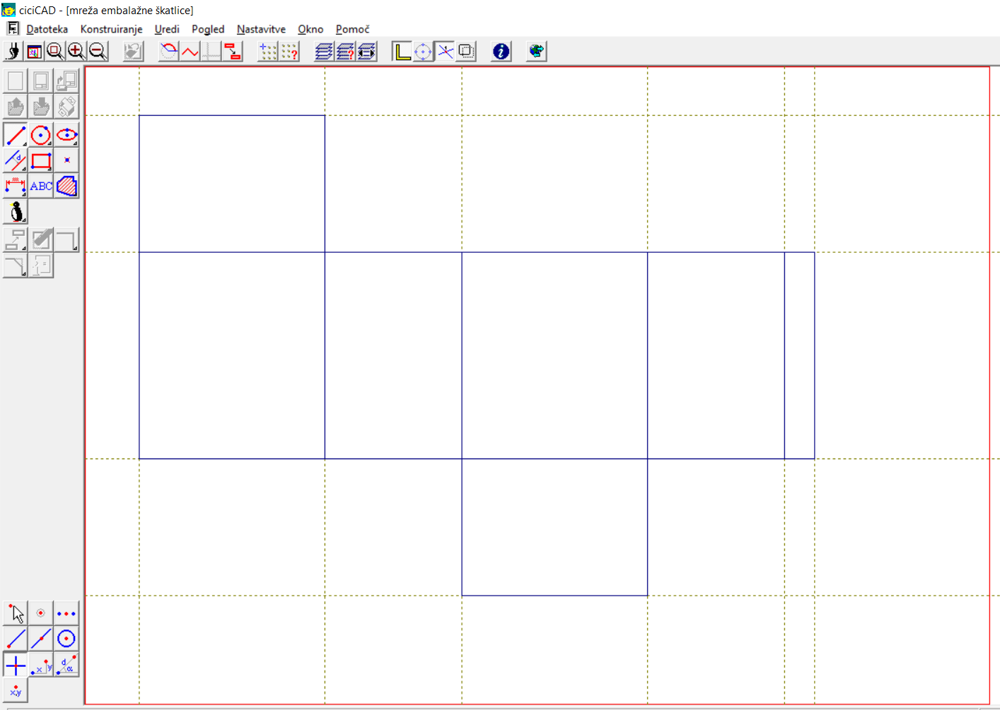 ciciCAD - [mreža embalažne škatlice]
Datoteka Konstruiranje Uredi Pogled Nastavitve Okno Pomoč
d
ABC
x y d α
x,y